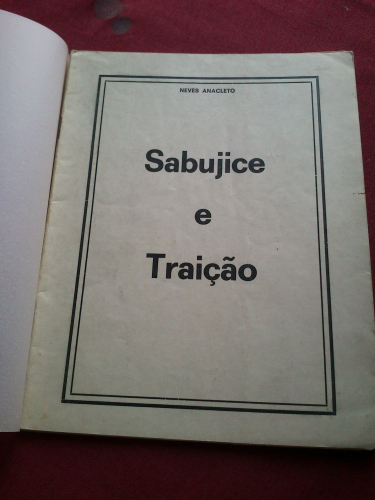 NEVES ANACLETO
Sabujice
e
Traição